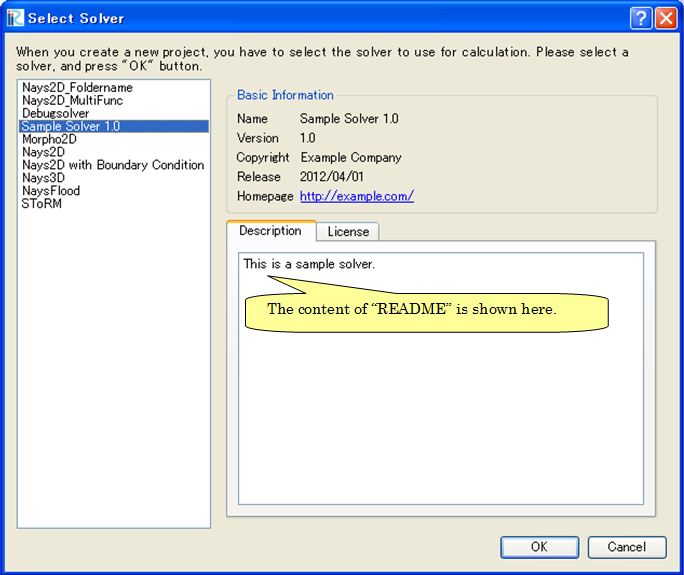 Select Solver
When you create a new project, you have to select the solver to use for calculation. Please select a
solver, and press "OK" button.
Nays2D_Foldername
Nays2D_MultiFunc
Debugsolver
Sample Solver 1.0
Morpho2D
Nays2D
Nays2D with Boundary Condition
Nays3D
NaysFlood
SToRM
Basic Information
Name Sample Solver 1.0
Version 1.0
Copyright Example Company
Release 2012/04/01
Homepage http://example.com/
Description License
This is a sample solver.
The content of “README” is shown here.
OK Cancel